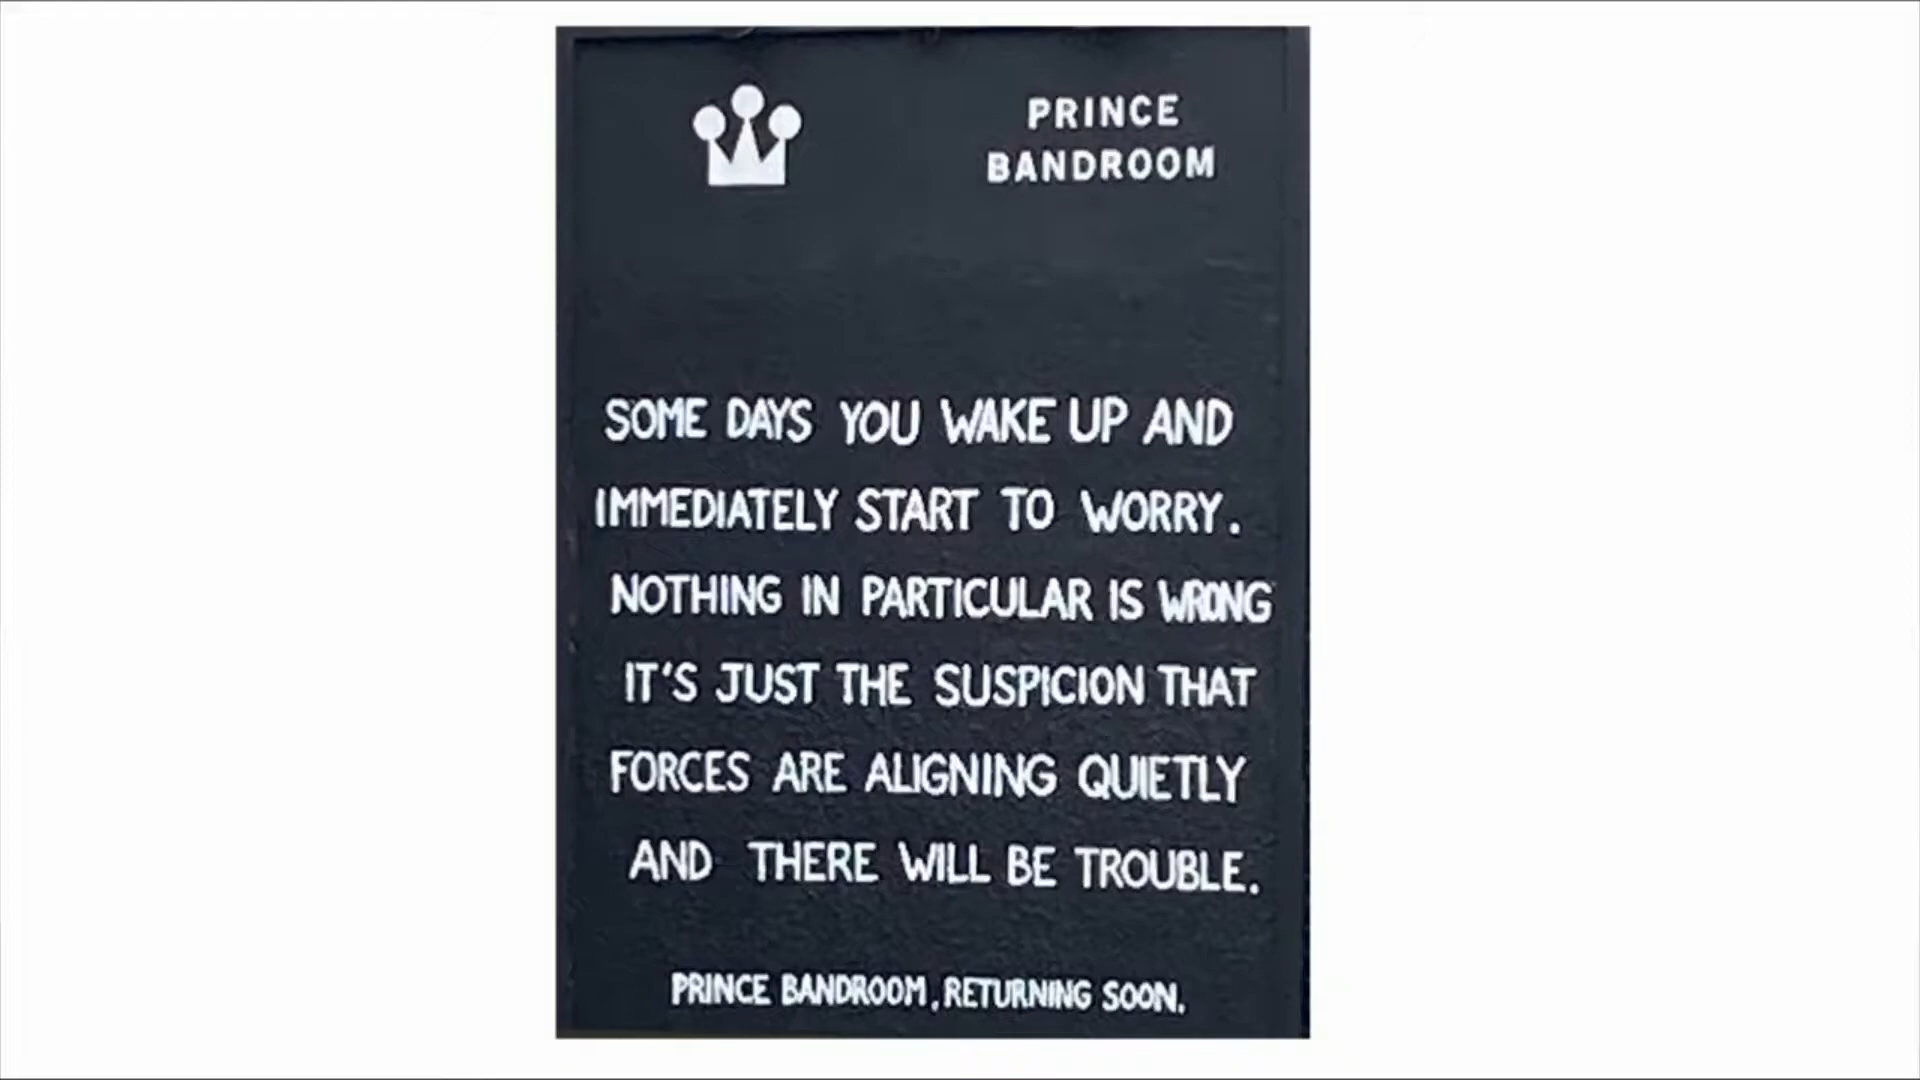 PRINCE
BANDROOM
SOME DAYS YOU WAKE UP AND
IMMEDIATELY START TO WORRY.
NOTHING IN PARTICULAR IS WRONG
IT'S JUST THE SUSPICION THAT
FORCES ARE ALIGNING QUIETLY
AND THERE WILL BE TROUBLE.
PRINCE BANDROOM, RETURNING SOON.